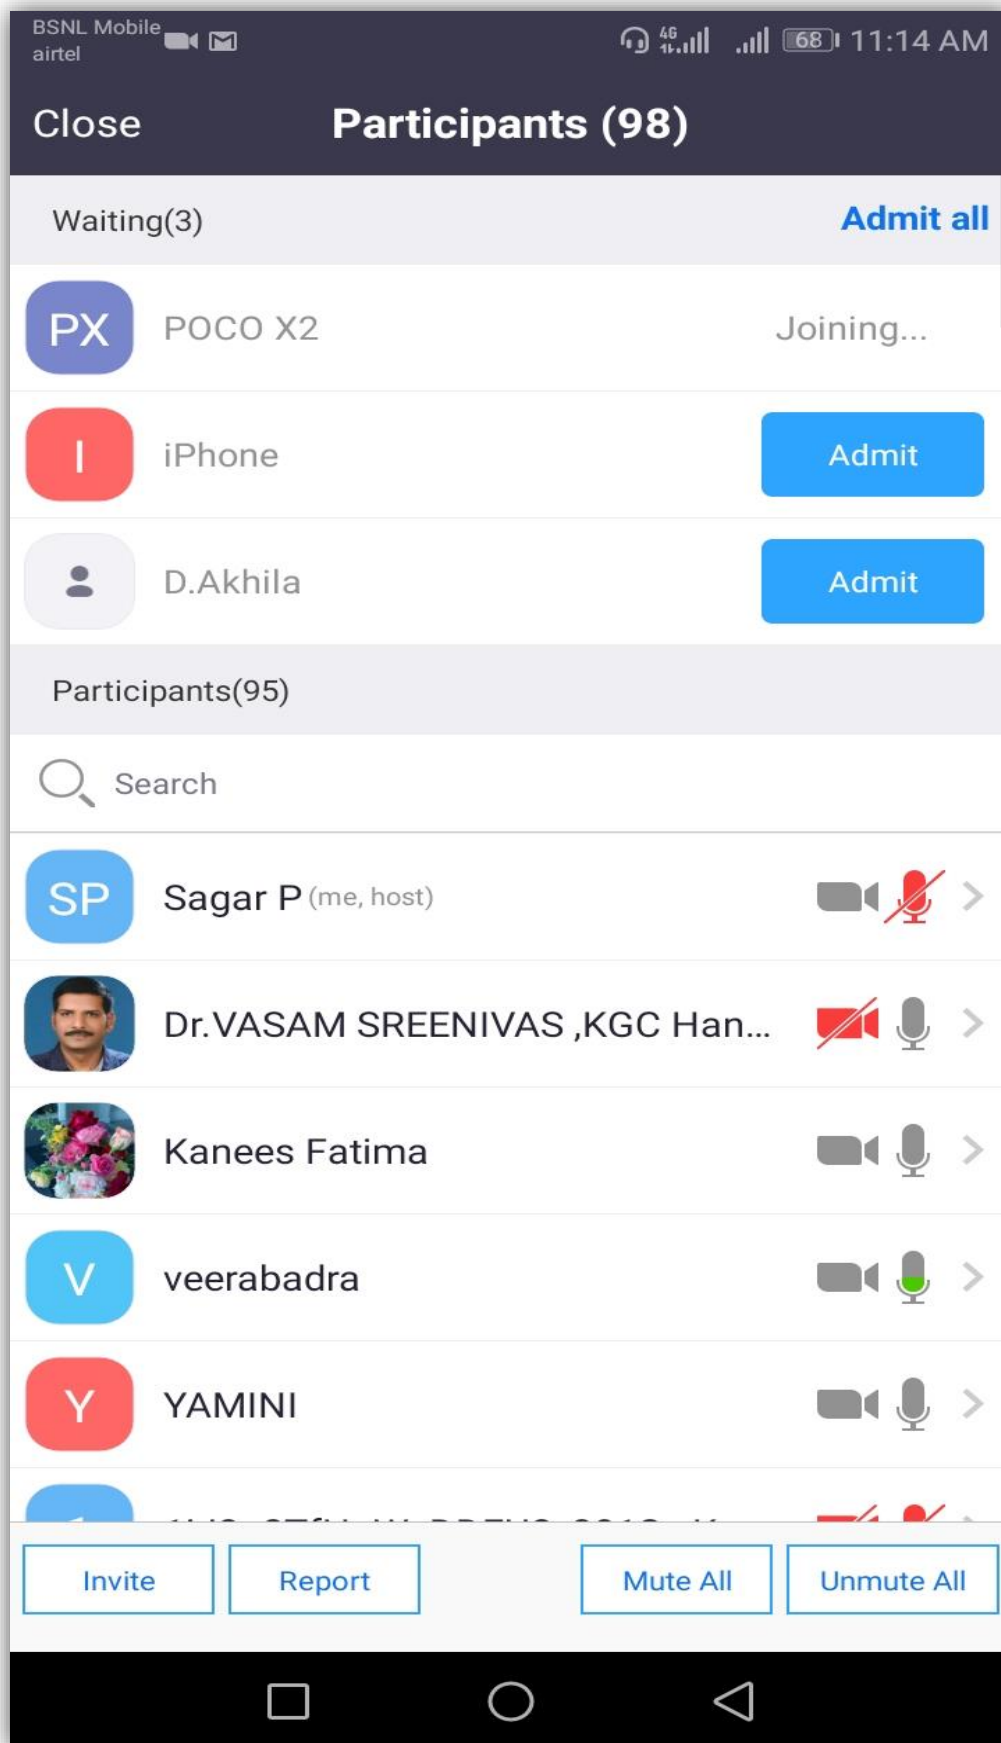 BSNL Mobile
airtel
4G 68 11:14 AM
Close Participants (98)
Waiting(3) Admit all
PX POCO X2 Joining...
I iPhone Admit
D.Akhila Admit
Participants(95)
Search
SP Sagar P (me, host)
Dr.VASAM SREENIVAS ,KGC Han...
Kanees Fatima
V veerabadra
Y YAMINI
Invite Report Mute All Unmute All